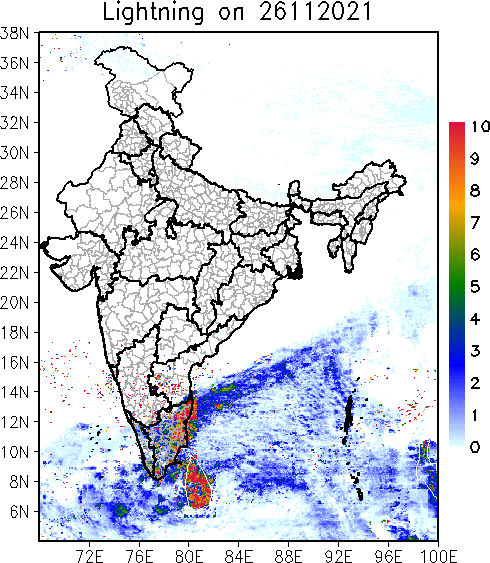 Lightning on 26112021
38N
36N
34N
32N
30N
28N
26N
24N
22N
20N
18N
16N
14N
12N
10N
8N
6N
72E 76E 80E 84E 88E 92E 96E 100E
10
9
8
7
6
5
4
3
2
1
0